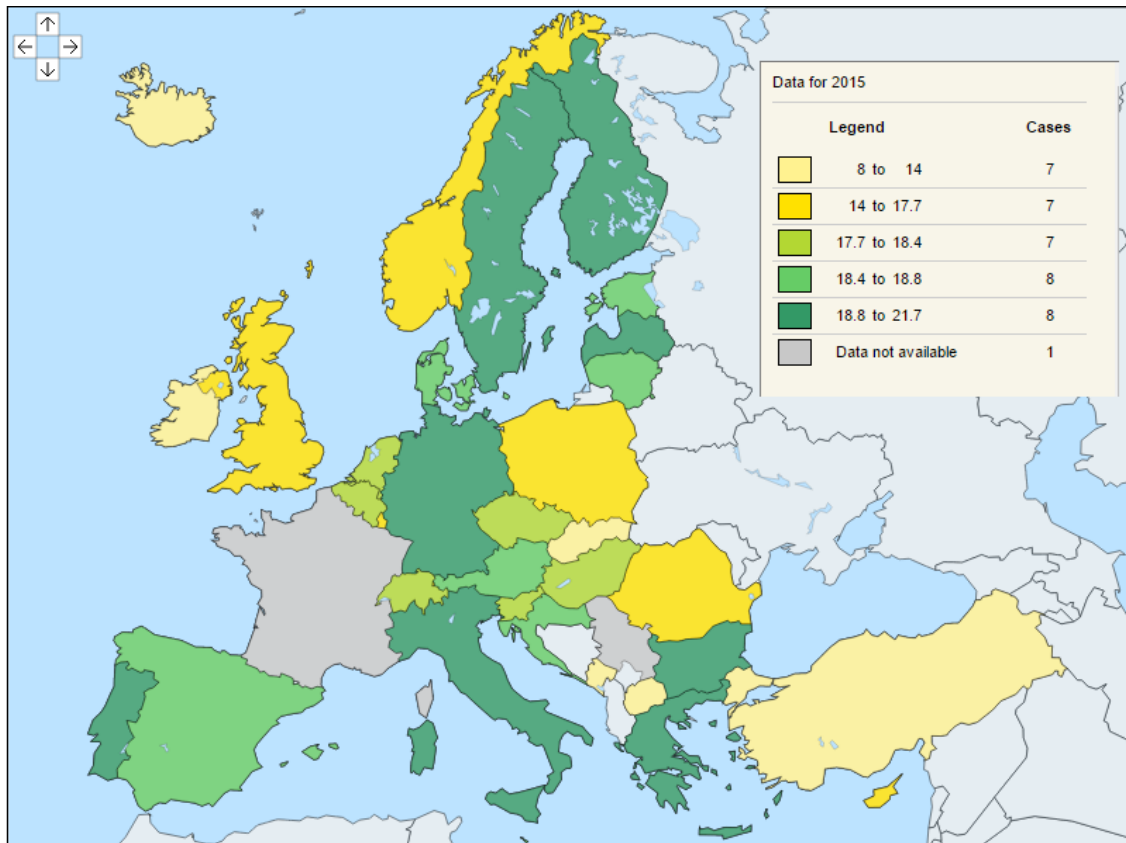 Data for 2015
Legend Cases
8 to 14 7
14 to 17.7 7
17.7 to 18.4 7
18.4 to 18.8 8
18.8 to 21.7 8
Data not available 1